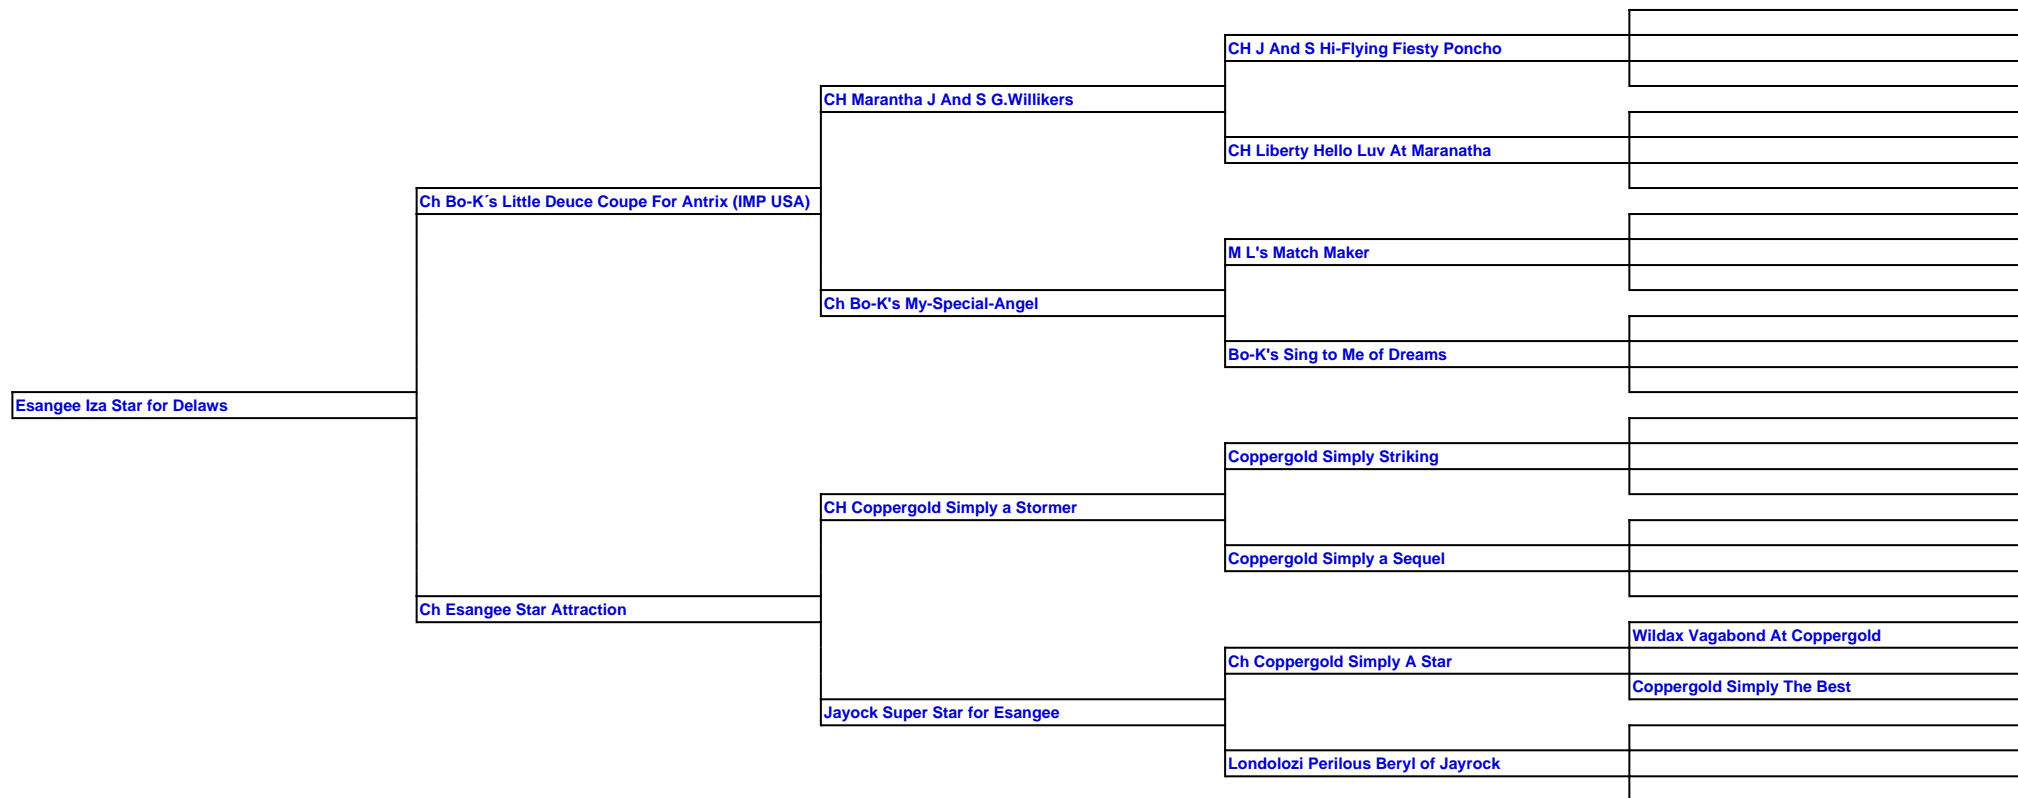 CH J And S Hi-Flying Fiesty Poncho
CH Marantha J And S G.Willikers
CH Liberty Hello Luv At Maranatha
Ch Bo-K´s Little Deuce Coupe For Antrix (IMP USA)
M L's Match Maker
Ch Bo-K's My-Special-Angel
Bo-K's Sing to Me of Dreams
Esangee Iza Star for Delaws
Coppergold Simply Striking
CH Coppergold Simply a Stormer
Coppergold Simply a Sequel
Ch Esangee Star Attraction
Wildax Vagabond At Coppergold
Ch Coppergold Simply A Star
Coppergold Simply The Best
Jayock Super Star for Esangee
Londolozi Perilous Beryl of Jayrock